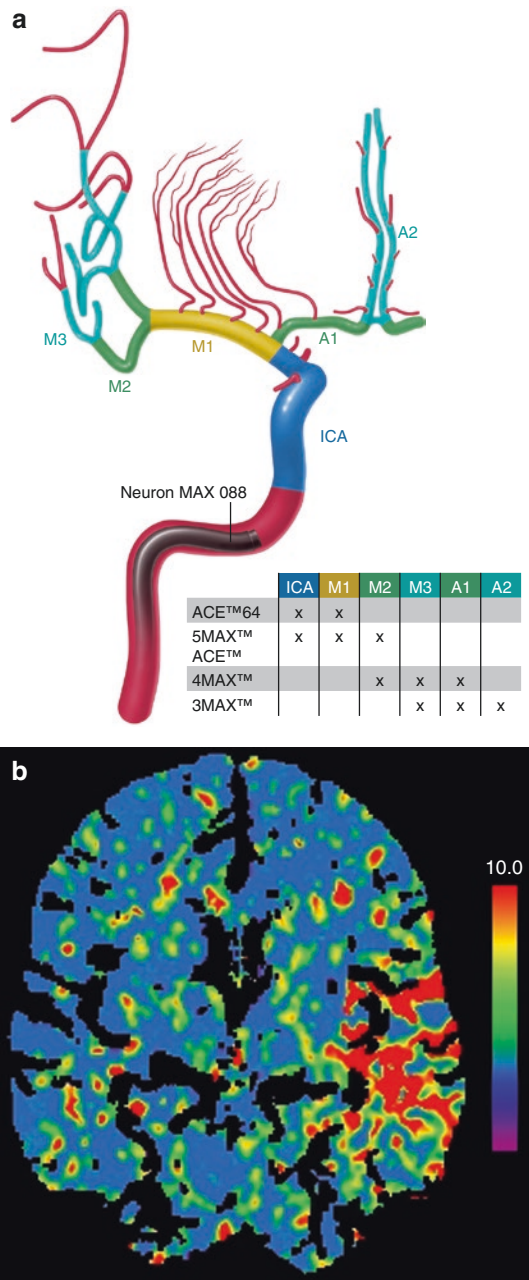 a
A2
A1
M3
M1
M2
ICA
Neuron MAX 088
ICA M1 M2 M3 A1 A2
ACE™64 x x
5MAX™ x x x
ACE™
4MAX™ x x x
3MAX™ x x x
b
10.0